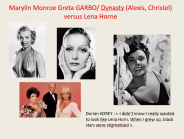 Marylin Monroe Greta GARBO/ Dynasty (Alexis, Christel)
versus Lena Horne
Dorian KOREY : « I didn't know I really wanted
to look like Lena Horn. When I grew up, black
stars were stigmatized ».